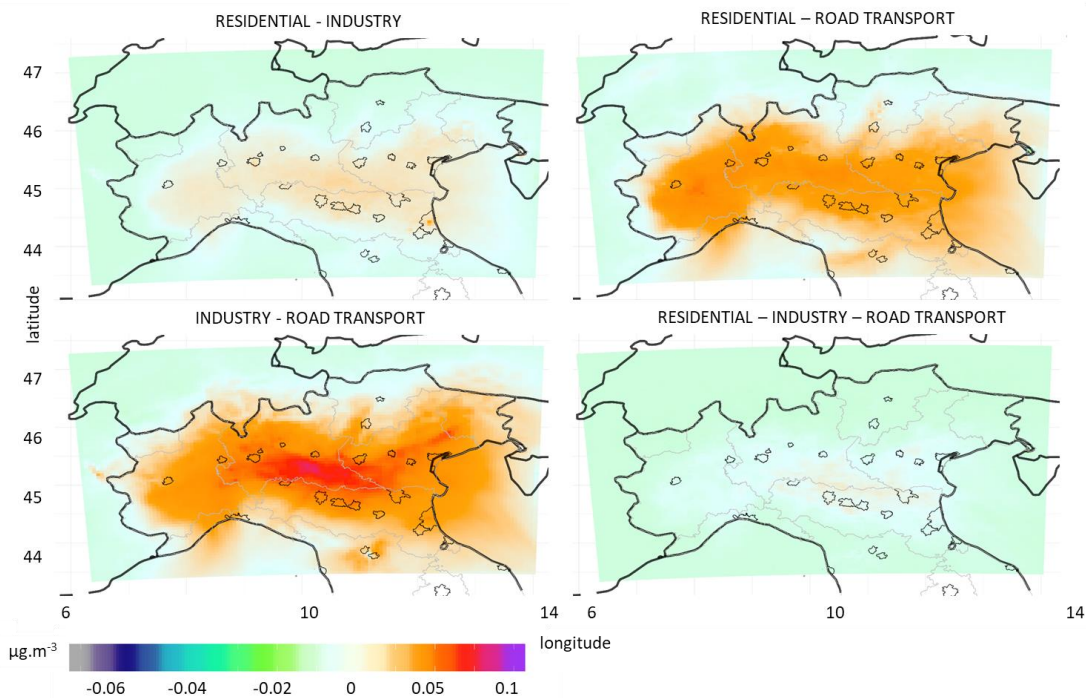 RESIDENTIAL - INDUSTRY
RESIDENTIAL – ROAD TRANSPORT
47
46
45
44
latitude
INDUSTRY - ROAD TRANSPORT
RESIDENTIAL – INDUSTRY – ROAD TRANSPORT
47
46
45
44
6 10 14 6 10 14
longitude
µg.m-3
-0.06 -0.04 -0.02 0 0.05 0.1